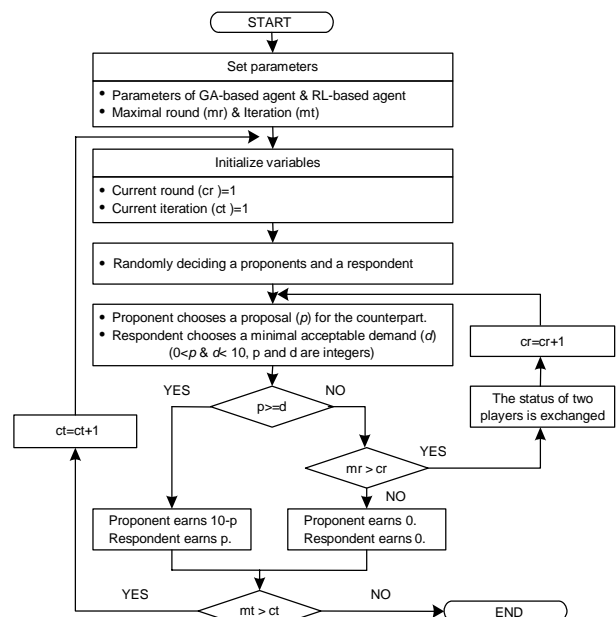 START
Set parameters
• Parameters of GA-based agent & RL-based agent
• Maximal round (mr) & Iteration (mt)
Initialize variables
• Current round (cr )=1
• Current iteration (ct )=1
• Randomly deciding a proponents and a respondent
• Proponent chooses a proposal (p) for the counterpart.
• Respondent chooses a minimal acceptable demand (d)
(0<p & d< 10, p and d are integers)
cr=cr+1
The status of two
players is exchanged
YES
NO
p>=d
ct=ct+1
YES
mr > cr
NO
Proponent earns 10-p
Respondent earns p.
Proponent earns 0.
Respondent earns 0.
YES
NO
mt > ct
END